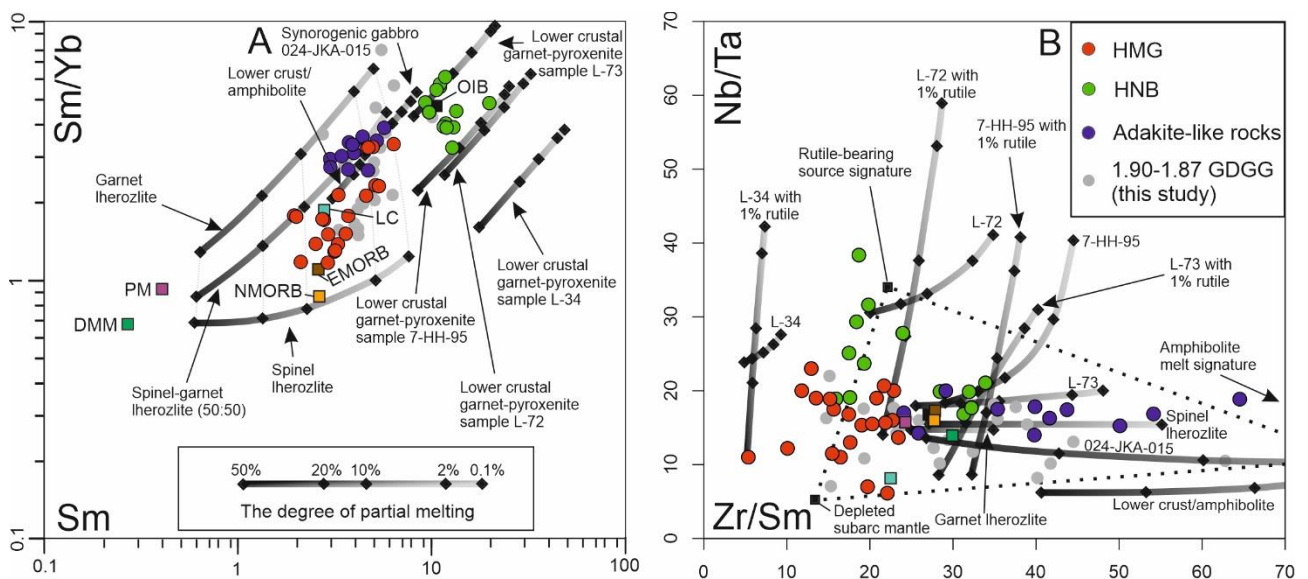 A
Sm/Yb
Sm
10
1
0.1
0.1
1
10
100
Synorogenic gabbro
024-JKA-015
Lower crust/
amphibolite
Lower crustal
garnet-pyroxenite
sample L-73
OIB
Garnet
lherzolite
LC
EMORB
NMORB
PM
DMM
Spinel-garnet
lherzolite (50:50)
Spinel
lherzolite
Lower crustal
garnet-pyroxenite
sample 7-HH-95
Lower crustal
garnet-pyroxenite
sample L-34
Lower crustal
garnet-pyroxenite
sample L-72
50% 20% 10% 2% 0.1%
The degree of partial melting
B
Nb/Ta
Zr/Sm
70
60
50
40
30
20
10
0
0
10
20
30
40
50
60
70
HMG
HNB
Adakite-like rocks
1.90-1.87 GDGG
(this study)
L-72 with
1% rutile
7-HH-95 with
1% rutile
Rutile-bearing
source signature
L-34 with
1% rutile
L-72
7-HH-95
L-73 with
1% rutile
L-34
Amphibolite
melt signature
L-73
Spinel
lherzolite
024-JKA-015
Depleted
subarc mantle
Garnet lherzolite
Lower crust/amphibolite